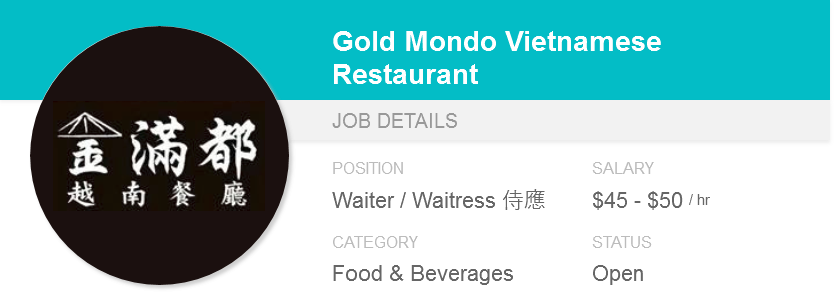 Gold Mondo Vietnamese
Restaurant
金滿都
越南餐廳
JOB DETAILS
POSITION
SALARY
Waiter / Waitress 侍應
$45 - $50 / hr
CATEGORY
STATUS
Food & Beverages
Open